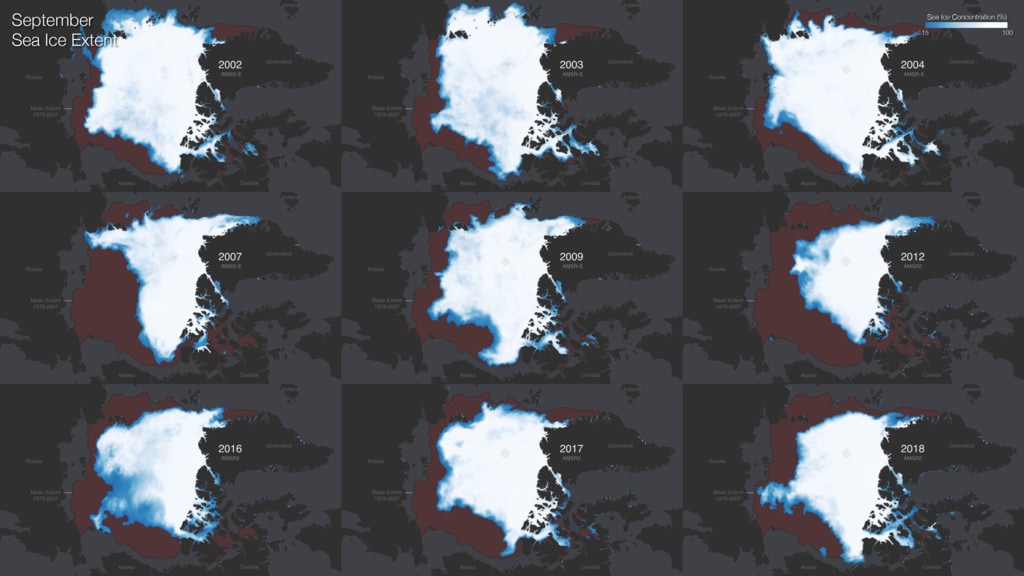 September
Sea Ice Extent
Sea Ice Concentration (%)
15 100
2002
AMSR-E
Greenland
Russia
Mean Extent
1979-2007
Alaska
Canada
2003
AMSR-E
Greenland
Russia
Mean Extent
1979-2007
Alaska
Canada
2004
AMSR-E
Greenland
Russia
Mean Extent
1979-2007
Alaska
Canada
2007
AMSR-E
Greenland
Russia
Mean Extent
1979-2007
Alaska
Canada
2009
AMSR-E
Greenland
Russia
Mean Extent
1979-2007
Alaska
Canada
2012
AMSR2
Greenland
Russia
Mean Extent
1979-2007
Alaska
Canada
2016
AMSR2
Greenland
Russia
Mean Extent
1979-2007
Alaska
Canada
2017
AMSR2
Greenland
Russia
Mean Extent
1979-2007
Alaska
Canada
2018
AMSR2
Greenland
Russia
Mean Extent
1979-2007
Alaska
Canada